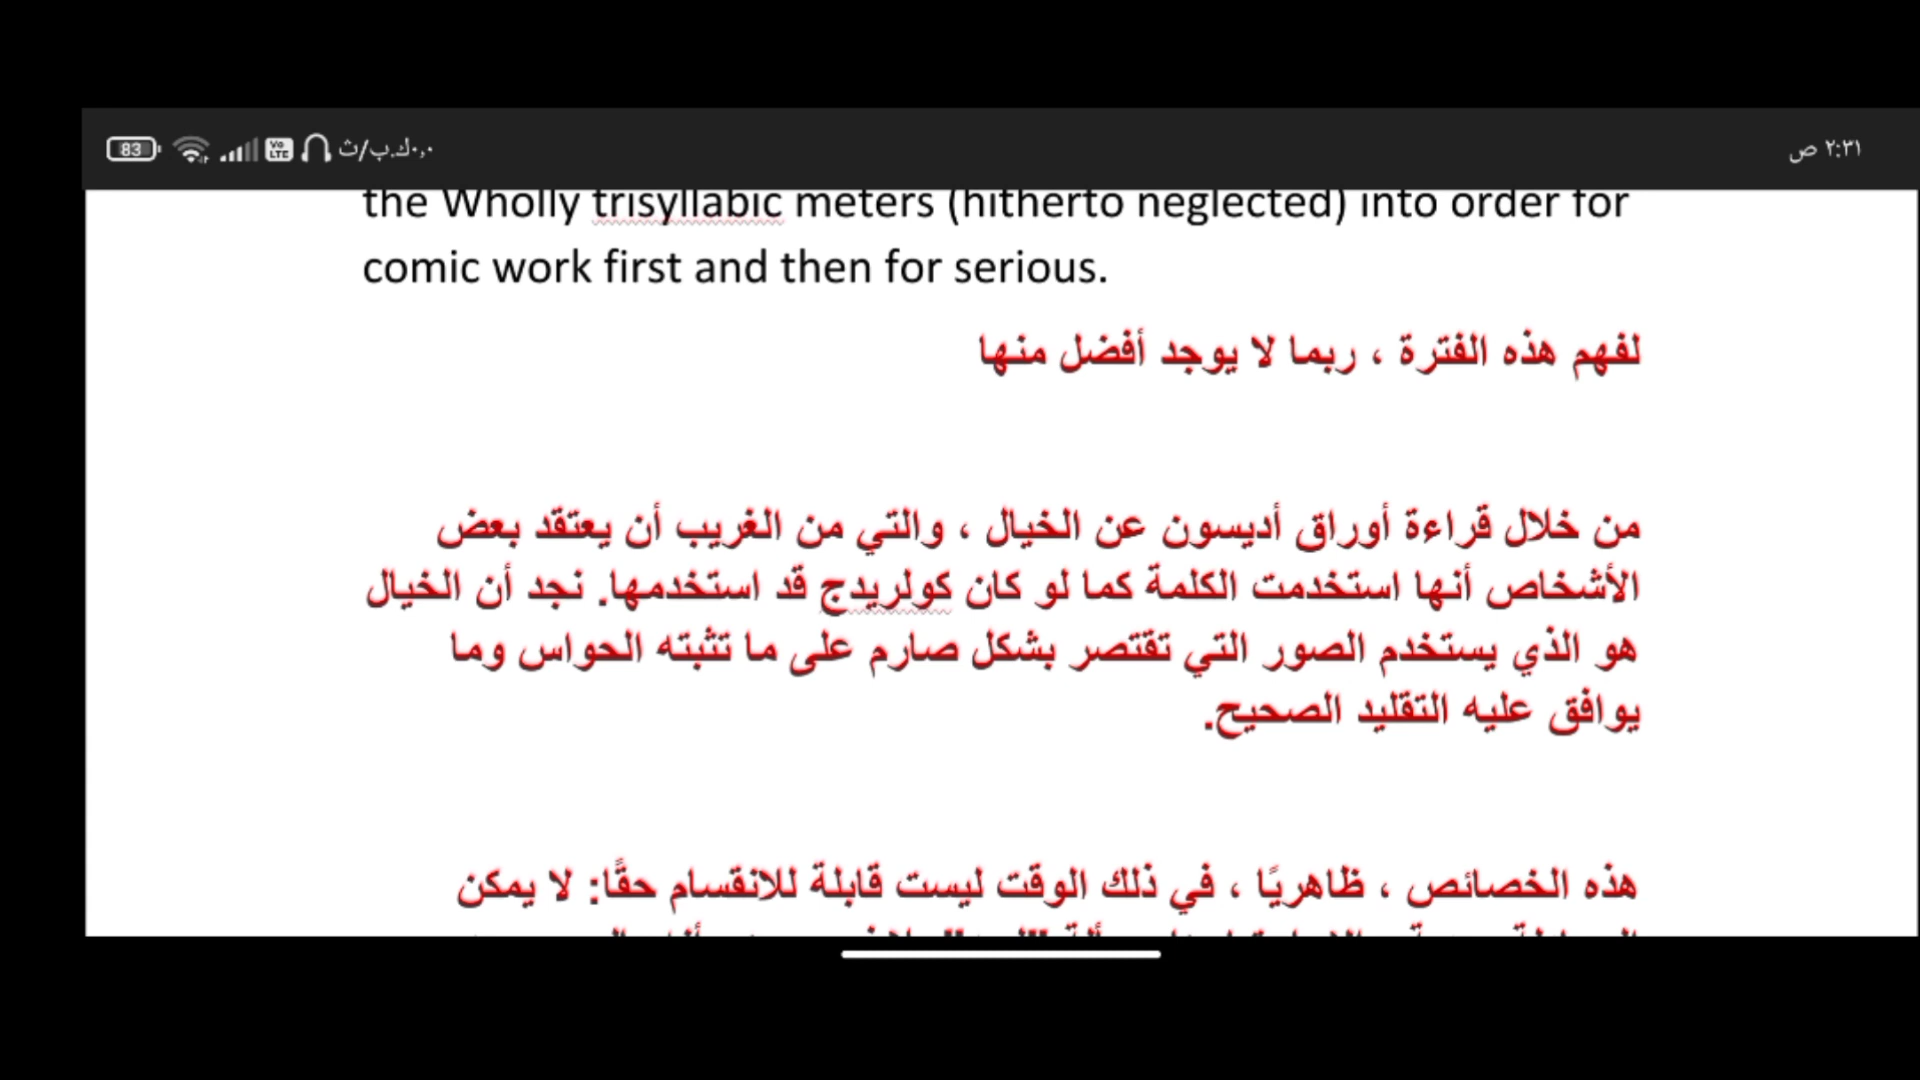 ٠,٠ك.ب/ث
83
٢:٣١ ص
the Wholly trisyllabic meters (hitherto neglected) into order for
comic work first and then for serious.
لفهم هذه الفترة ، ربما لا يوجد أفضل منها
من خلال قراءة أوراق أديسون عن الخيال ، والتي من الغريب أن يعتقد بعض
الأشخاص أنها استخدمت الكلمة كما لو كان كولريدج قد استخدمها. نجد أن الخيال
هو الذي يستخدم الصور التي تقتصر بشكل صارم على ما تثبته الحواس وما
يوافق عليه التقليد الصحيح.
هذه الخصائص ، ظاهريًا ، في ذلك الوقت ليست قابلة للانقسام حقًا: لا يمكن